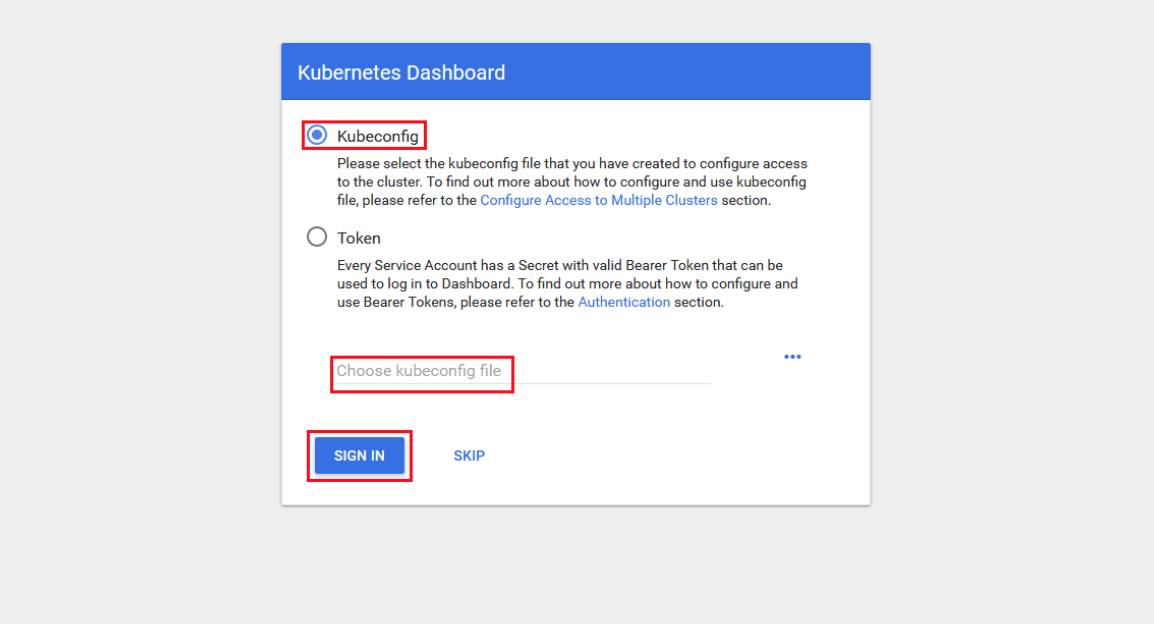 Kubernetes Dashboard
Kubeconfig
Please select the kubeconfig file that you have created to configure access
to the cluster. To find out more about how to configure and use kubeconfig
file, please refer to the Configure Access to Multiple Clusters section.
Token
Every Service Account has a Secret with valid Bearer Token that can be
used to log in to Dashboard. To find out more about how to configure and
use Bearer Tokens, please refer to the Authentication section.
Choose kubeconfig file
SIGN IN SKIP